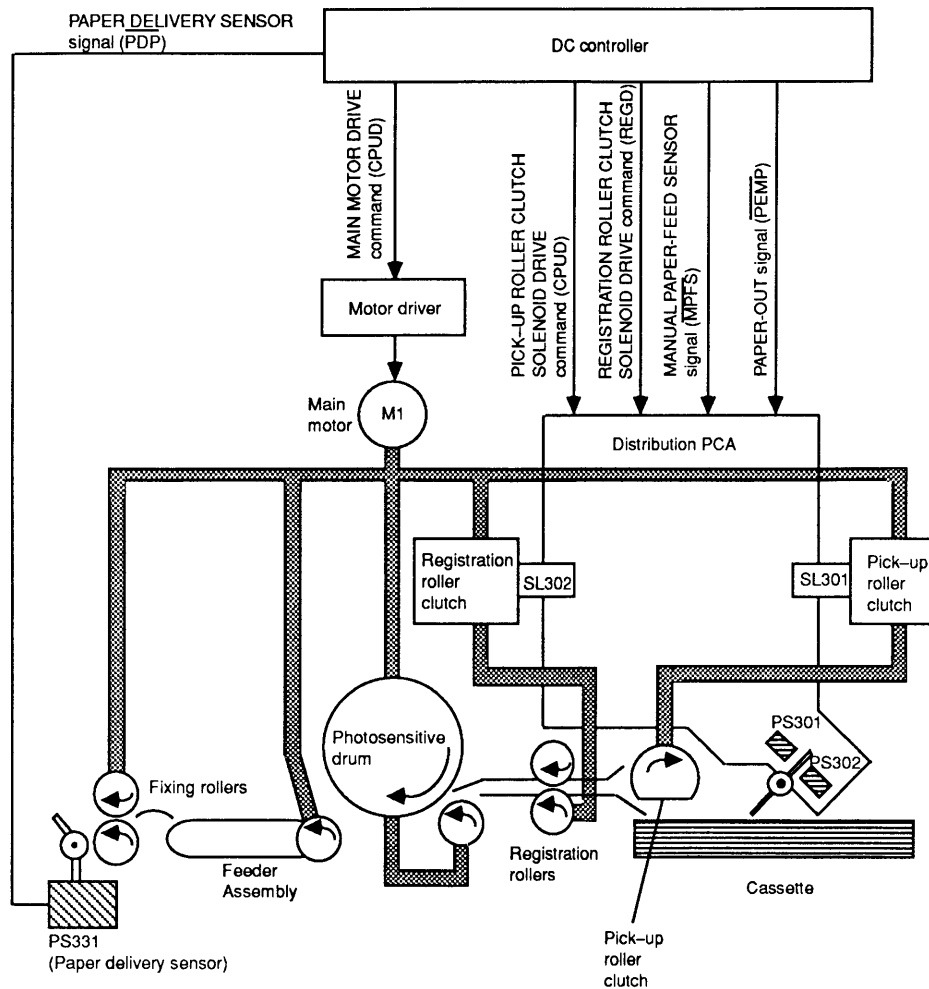 PAPER DELIVERY SENSOR
signal (PDP)
DC controller
MAIN MOTOR DRIVE
command (CPUD)
PICK-UP ROLLER CLUTCH
SOLENOID DRIVE
command (CPUD)
REGISTRATION ROLLER CLUTCH
SOLENOID DRIVE command (REGD)
MANUAL PAPER-FEED SENSOR
signal (MPFS)
PAPER-OUT signal (PEMP)
Motor driver
Main
motor
M1
Distribution PCA
Registration
roller
clutch
SL302
SL301
Pick-up
roller
clutch
Photosensitive
drum
PS301
PS302
Fixing rollers
Feeder
Assembly
Registration
rollers
Cassette
PS331
(Paper delivery sensor)
Pick-up
roller
clutch